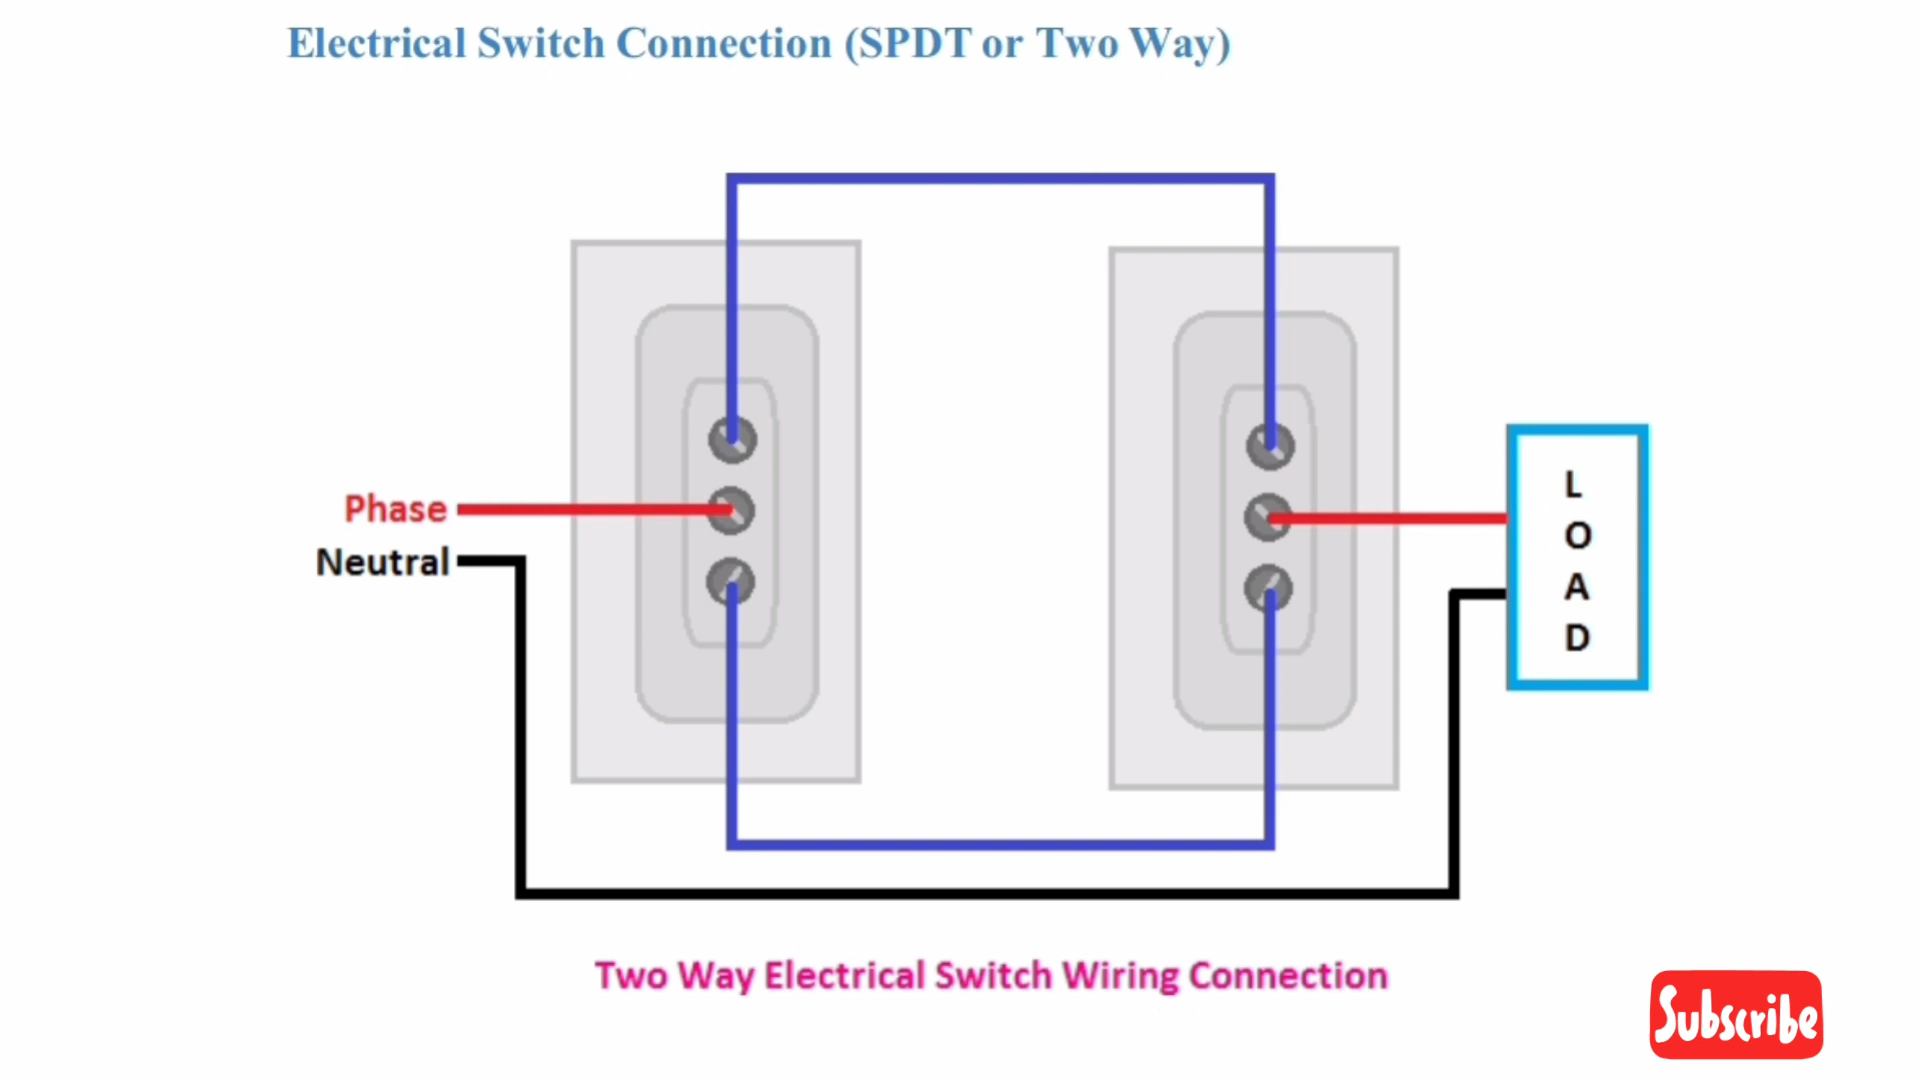 Electrical Switch Connection (SPDT or Two Way)
Phase
Neutral
L
O
A
D
Two Way Electrical Switch Wiring Connection
Subscribe